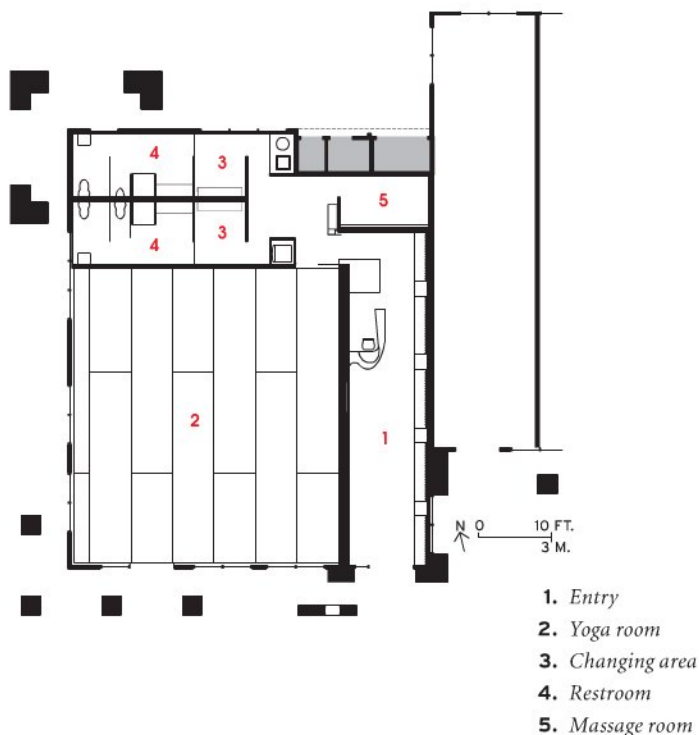 4
3
5
4
3
2
1
N 0 10 FT.
3 M.
1. Entry
2. Yoga room
3. Changing area
4. Restroom
5. Massage room